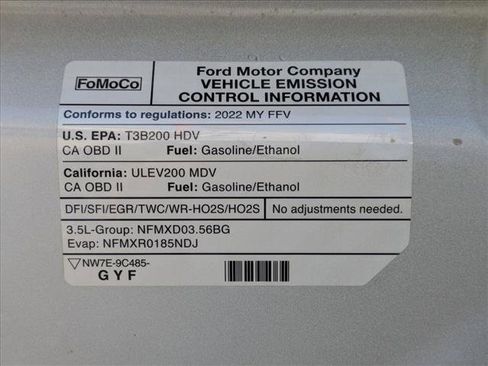 FoMoCo
Ford Motor Company
VEHICLE EMISSION
CONTROL INFORMATION
Conforms to regulations: 2022 MY FFV
U.S. EPA: T3B200 HDV
CA OBD II Fuel: Gasoline/Ethanol
California: ULEV200 MDV
CA OBD II Fuel: Gasoline/Ethanol
DFI/SFI/EGR/TWC/WR-HO2S/HO2S No adjustments needed.
3.5L-Group: NFMXD03.56BG
Evap: NFMXR0185NDJ
NW7E-9C485-
GYF